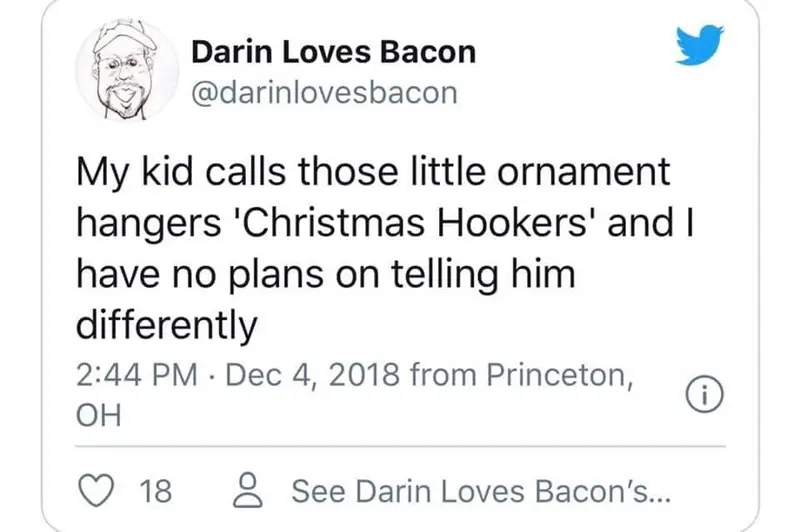 Darin Loves Bacon
@darinlovesbacon
My kid calls those little ornament
hangers 'Christmas Hookers' and I
have no plans on telling him
differently
2:44 PM · Dec 4, 2018 from Princeton,
OH
18
See Darin Loves Bacon’s...